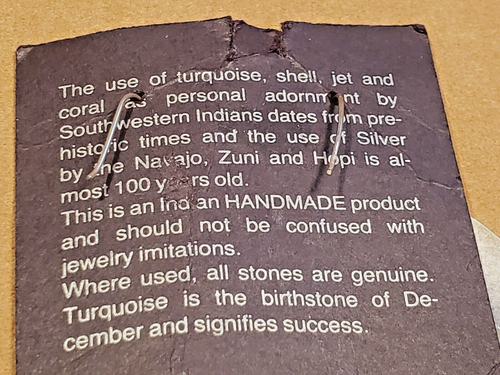 The use of turquoise, shell, jet and
coral as personal adornment by
Southwestern Indians dates from pre-
historic times and the use of Silver
by the Navajo, Zuni and Hopi is al-
most 100 years old.
This is an Indian HANDMADE product
and should not be confused with
jewelry imitations.
Where used, all stones are genuine.
Turquoise is the birthstone of De-
cember and signifies success.